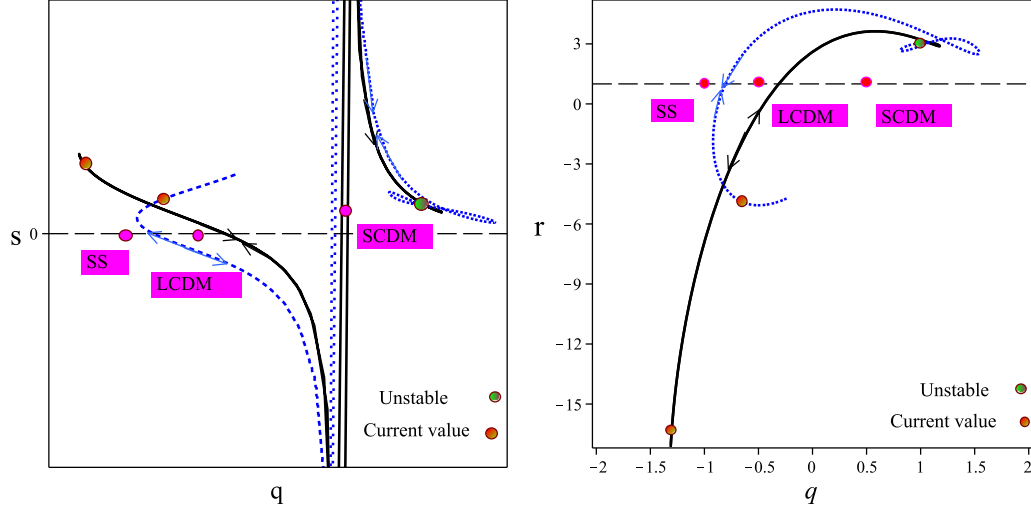 s
0
SS
LCDM
SCDM
Unstable
Current value
q
r
3
0
-3
-6
-9
-12
-15
SS
LCDM
SCDM
Unstable
Current value
-2
-1.5
-1
-0.5
0
0.5
1
1.5
2
q